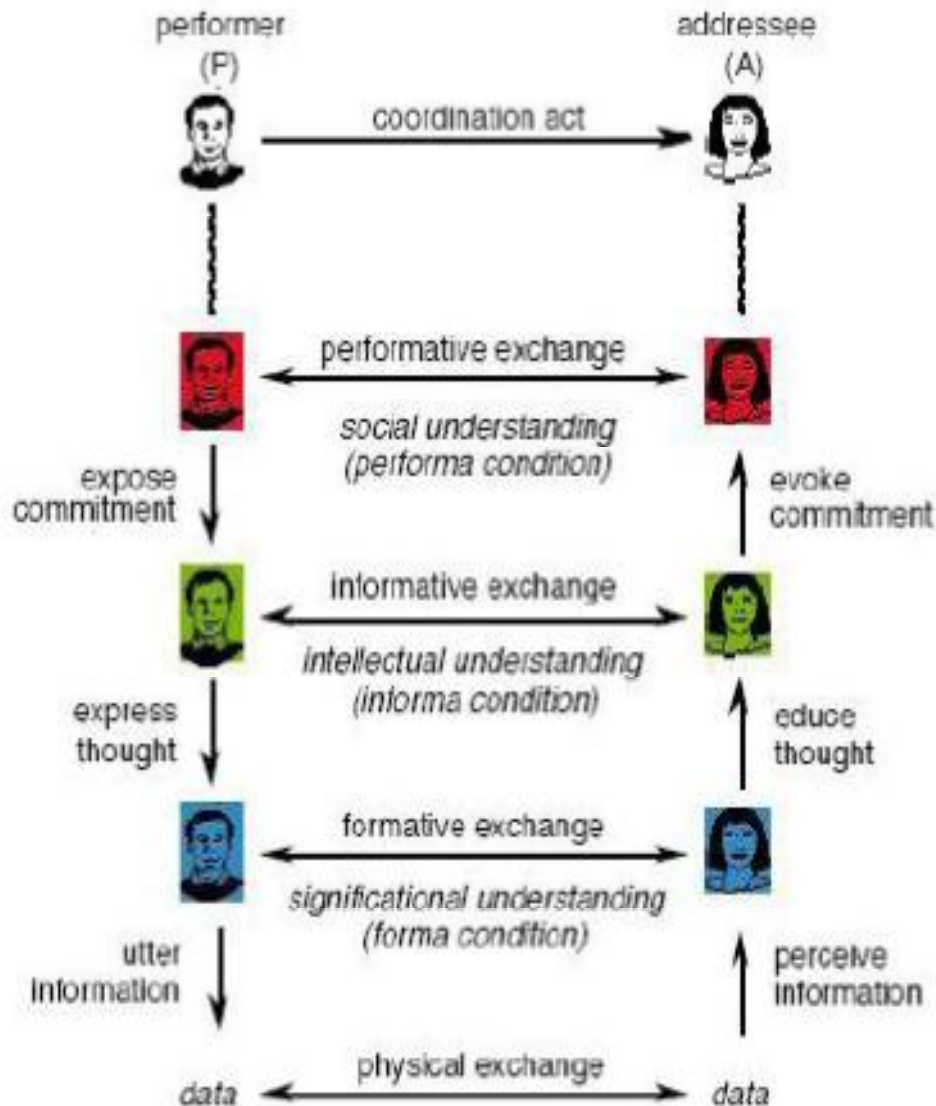 performer
(P)
addressee
(A)
coordination act
performative exchange
social understanding
(performa condition)
expose
commitment
evoke
commitment
informative exchange
intellectual understanding
(informa condition)
express
thought
educe
thought
formative exchange
significational understanding
(forma condition)
utter
information
perceive
information
physical exchange
data
data